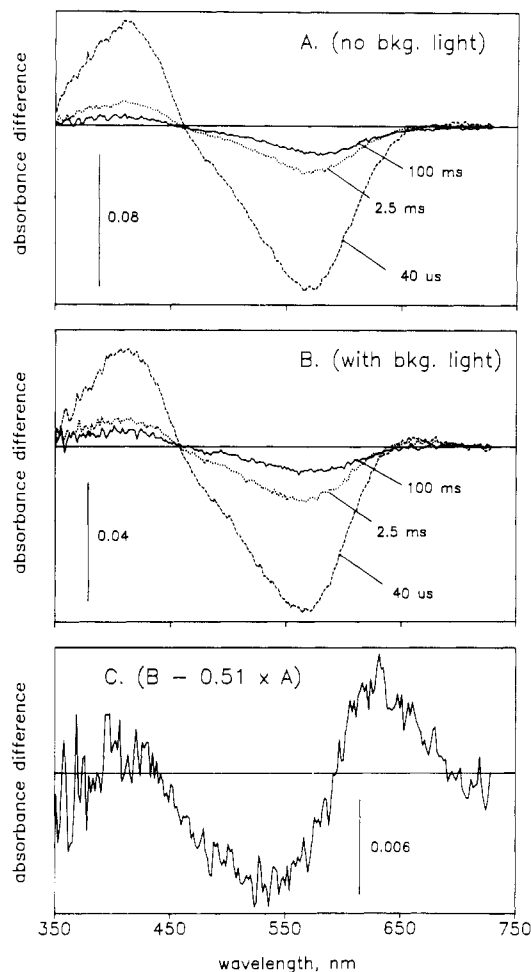 A. (no bkg. light)
absorbance difference
0.08
100 ms
2.5 ms
40 us
B. (with bkg. light)
absorbance difference
0.04
100 ms
2.5 ms
40 us
C. (B - 0.51 x A)
absorbance difference
0.006
350 450 550 650 750
wavelength, nm